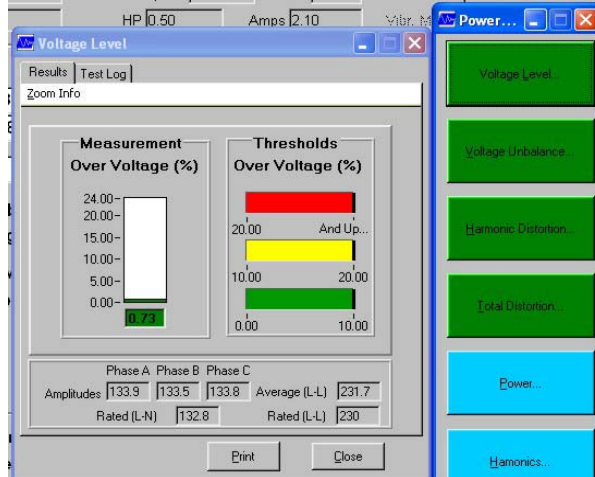 HP 0.50 Amps 2.10 Vibr. M
Voltage Level
Results Test Log
Zoom Info
Measurement
Over Voltage (%)
24.00
20.00
15.00
10.00
5.00
0.00
0.73
Thresholds
Over Voltage (%)
20.00 And Up...
10.00 20.00
0.00 10.00
Phase A Phase B Phase C
Amplitudes 133.9 133.5 133.8 Average (L-L) 231.7
Rated (L-N) 132.8 Rated (L-L) 230
Print Close
Power...
Voltage Level...
Voltage Unbalance...
Harmonic Distortion...
Total Distortion...
Power...
Hamonics...